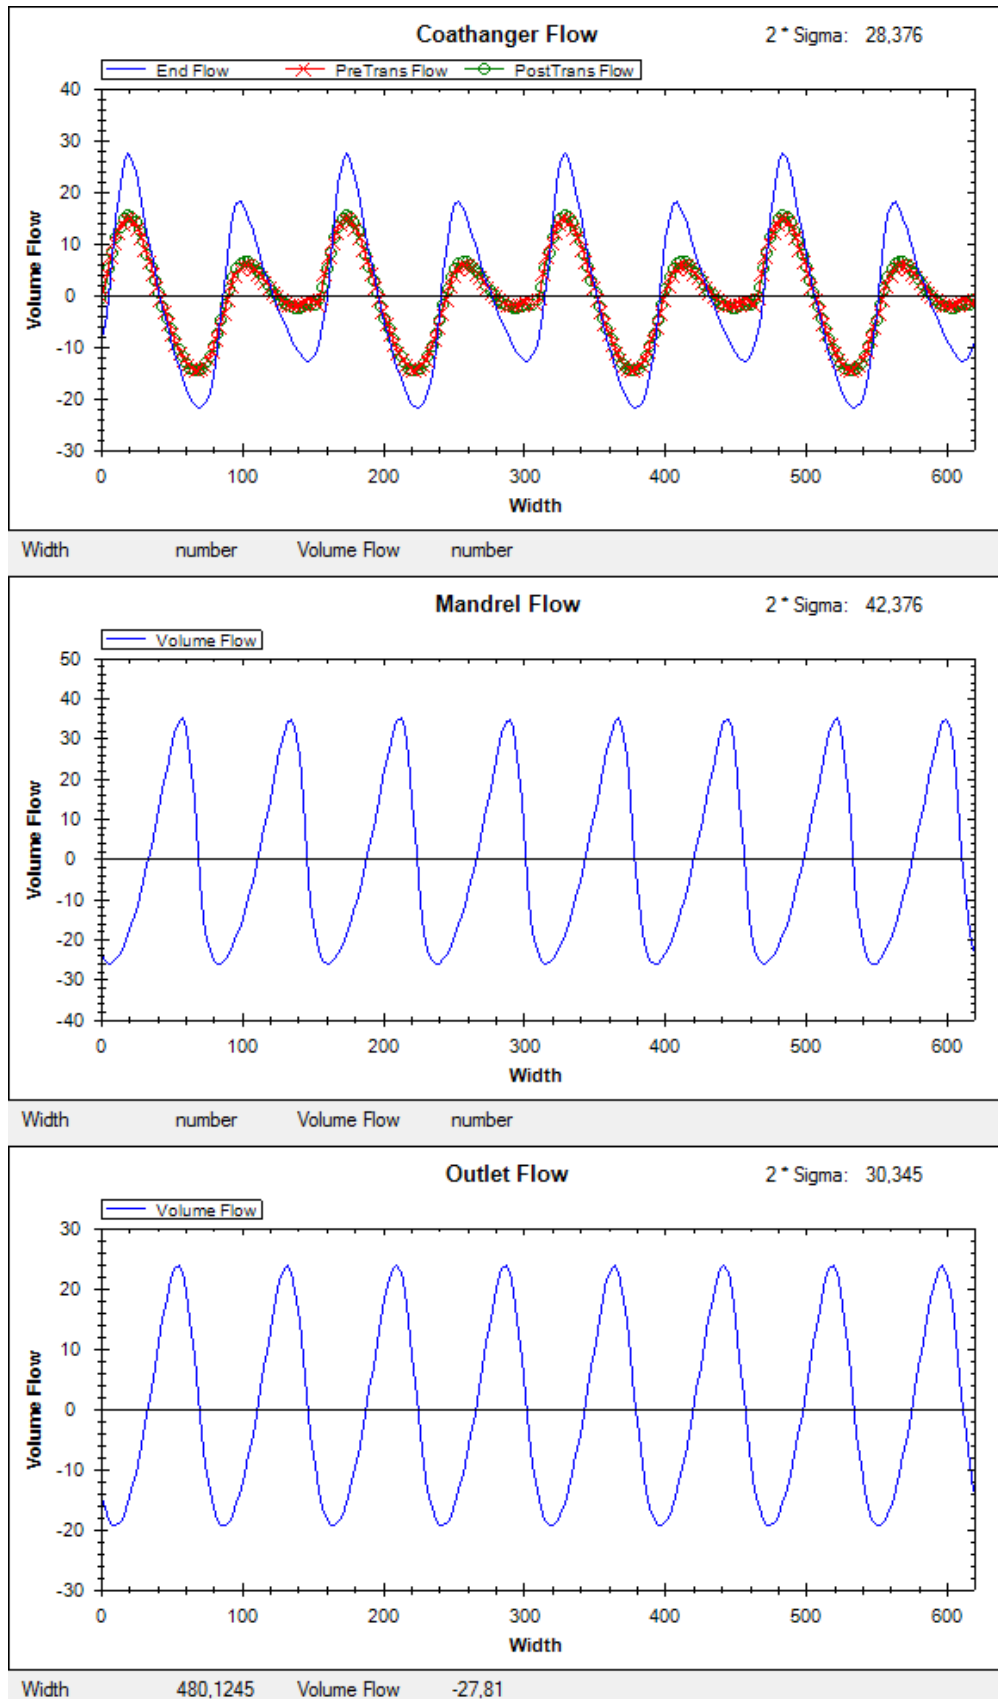 Coathanger Flow 2 * Sigma: 28,376
End Flow PreTrans Flow PostTrans Flow
40
30
20
10
0
-10
-20
-30
Volume Flow
0 100 200 300 400 500 600
Width
Width number Volume Flow number
Mandrel Flow 2 * Sigma: 42,376
Volume Flow
50
40
30
20
10
0
-10
-20
-30
-40
Volume Flow
0 100 200 300 400 500 600
Width
Width number Volume Flow number
Outlet Flow 2 * Sigma: 30,345
Volume Flow
30
20
10
0
-10
-20
-30
Volume Flow
0 100 200 300 400 500 600
Width
Width 480,1245 Volume Flow -27,81